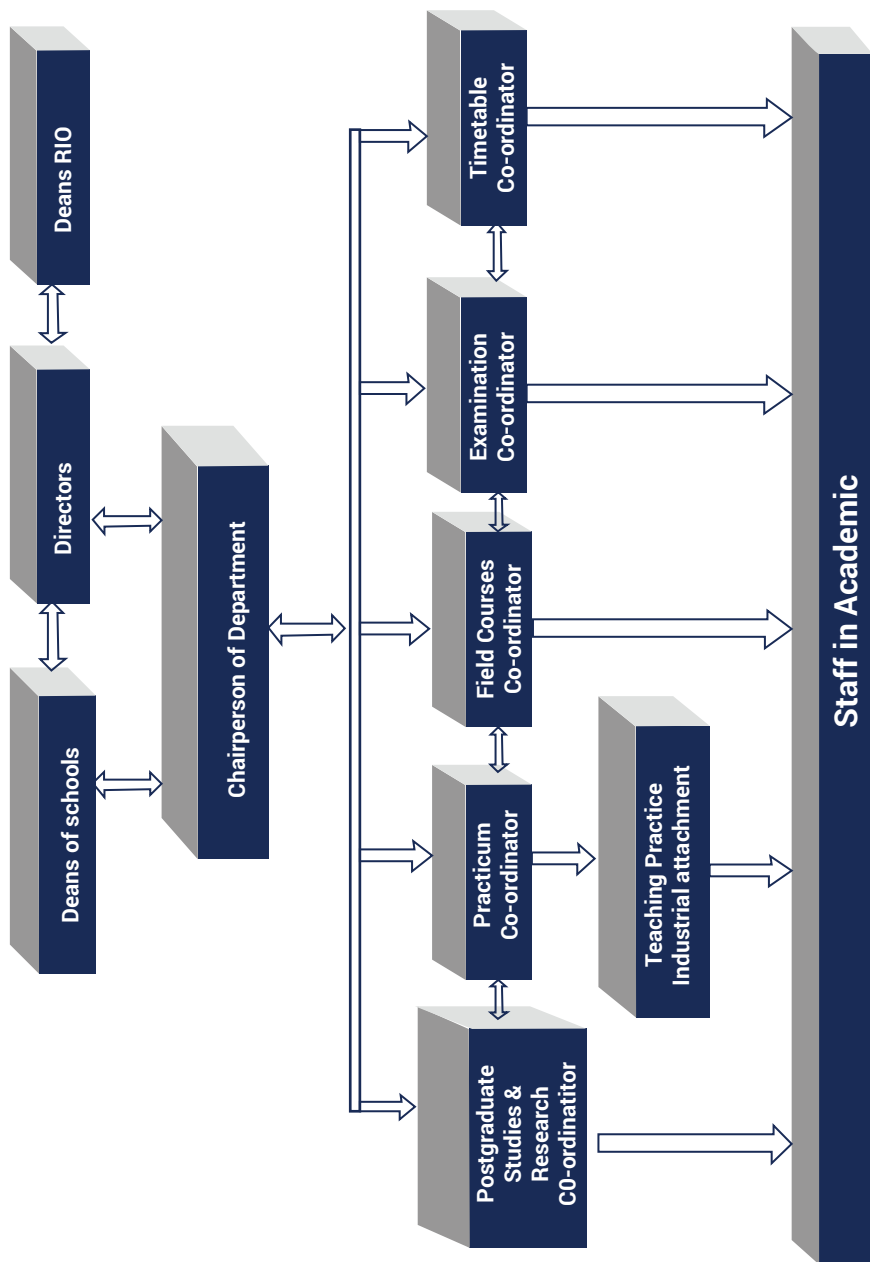 Deans of schools
Directors
Deans RIO
Chairperson of Department
Postgraduate
Studies &
Research
C0-ordinatitor
Practicum
Co-ordinator
Field Courses
Co-ordinator
Examination
Co-ordinator
Timetable
Co-ordinator
Teaching Practice
Industrial attachment
Staff in Academic